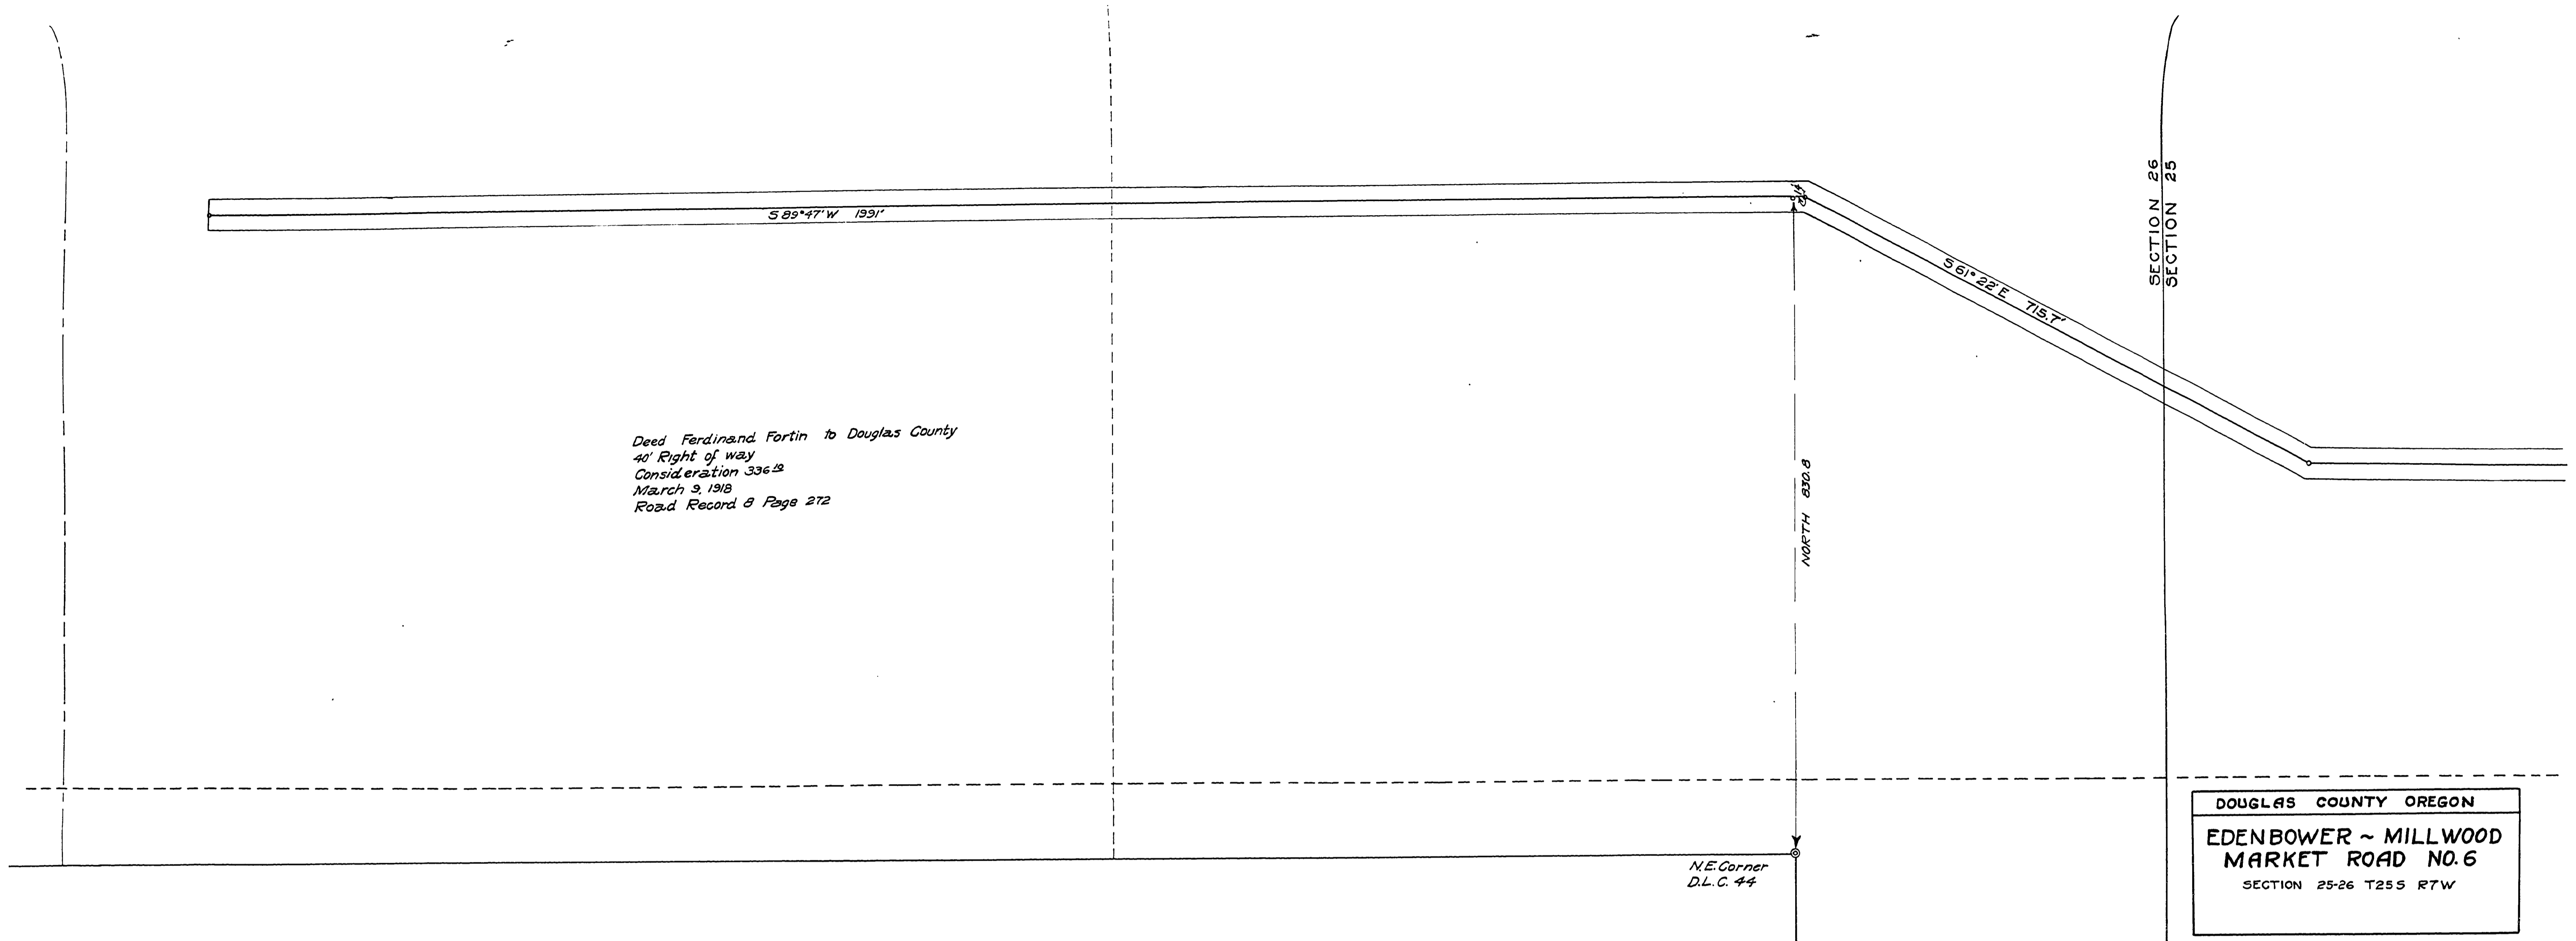 S 89°47' W 1991'
S 61° 22' E 715.7'
SECTION 26
SECTION 25
Deed Ferdinand Fortin to Douglas County
40' Right of way
Consideration 336 10
March 9, 1918
Road Record 8 Page 272
NORTH 830.8
N.E. Corner
D.L.C. 44
DOUGLAS COUNTY OREGON
EDENBOWER ~ MILLWOOD
MARKET ROAD NO. 6
SECTION 25-26 T25S R7W